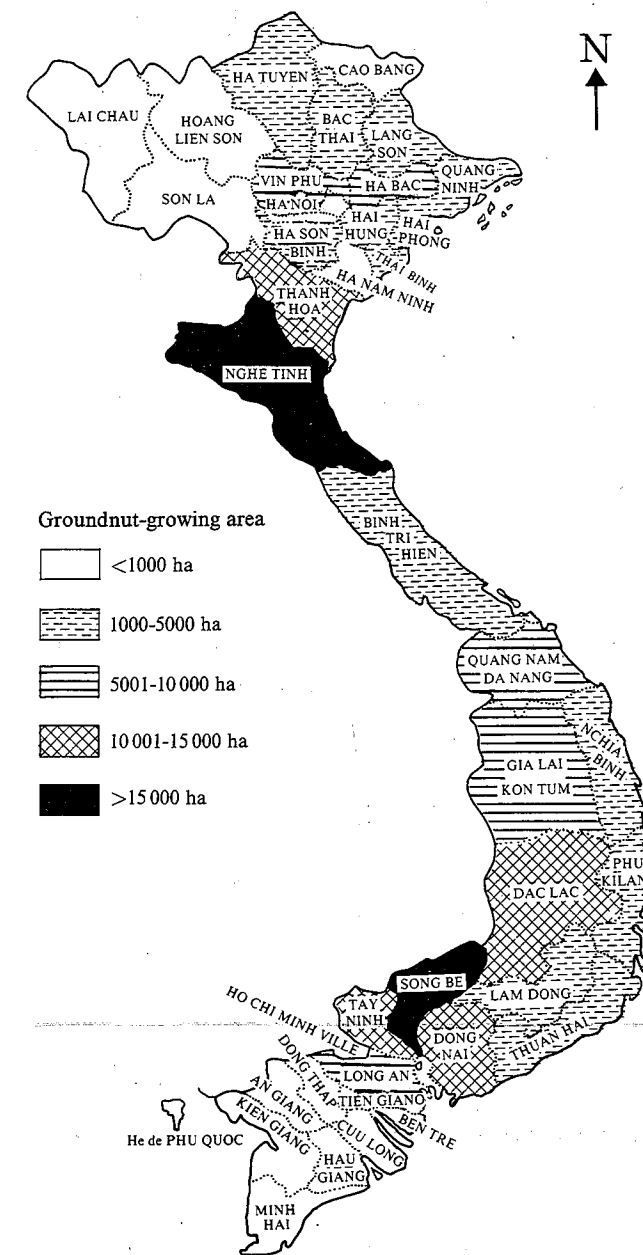 N
HA TUYEN
CAO BANG
LAI CHAU
HOANG
LIEN SON
BAC
THAI
LANG
SON
QUANG
NINH
VIN PHU
HA BAC
SON LA
HA NOI
HAI
HUNG
HAI
PHONG
HA SON
BINH
THAI BINH
HA NAM NINH
THANH
HOA
NGHE TINH
BINH
TRI
HIEN
Groundnut-growing area
<1000 ha
1000-5000 ha
5001-10 000 ha
10 001-15 000 ha
>15 000 ha
QUANG NAM
DA NANG
NGHIA
BINH
GIA LAI
KON TUM
PHU
KILAN
DAC LAC
SONG BE
LAM DONG
HO CHI MINH VILLE
TAY
NINH
DONG
NAI
THUAN HAI
LONG AN
DONG THAP
TIEN GIANG
AN GIANG
KIEN GIANG
BEN TRE
CUU LONG
He de PHU QUOC
HAU
GIANG
MINH
HAI